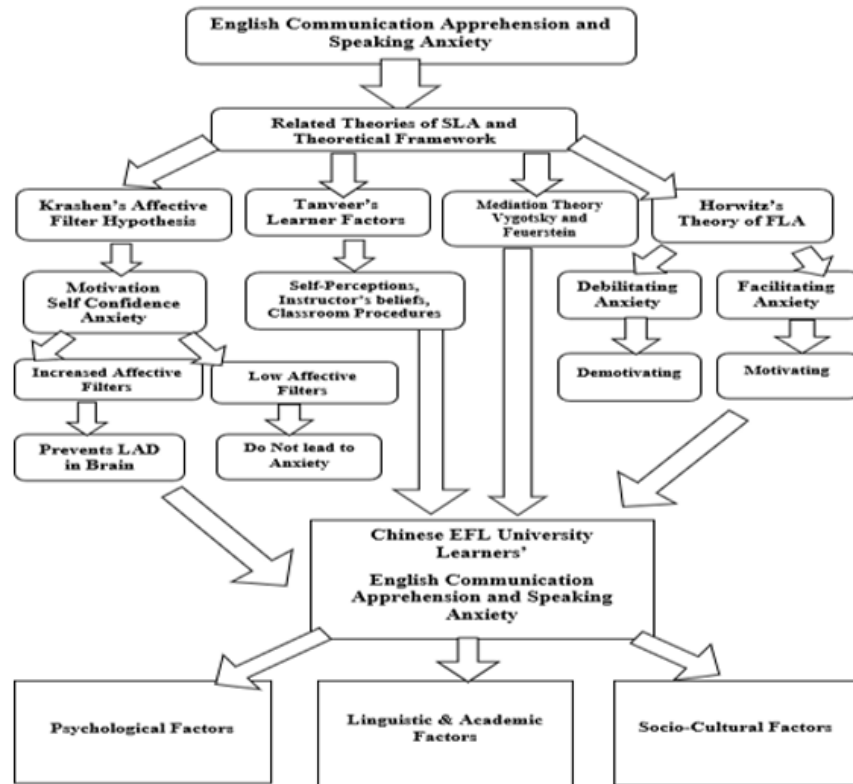 English Communication Apprehension and
Speaking Anxiety
Related Theories of SLA and
Theoretical Framework
Krashen's Affective
Filter Hypothesis
Tanveer's
Learner Factors
Mediation Theory
Vygotsky and
Feuerstein
Horwitz's
Theory of FLA
Motivation
Self Confidence
Anxiety
Self-Perceptions,
Instructor's beliefs,
Classroom Procedures
Debilitating
Anxiety
Facilitating
Anxiety
Increased Affective
Filters
Low Affective
Filters
Demotivating
Motivating
Prevents LAD
in Brain
Do Not lead to
Anxiety
Chinese EFL University
Learners'
English Communication
Apprehension and Speaking
Anxiety
Psychological Factors
Linguistic & Academic
Factors
Socio-Cultural Factors